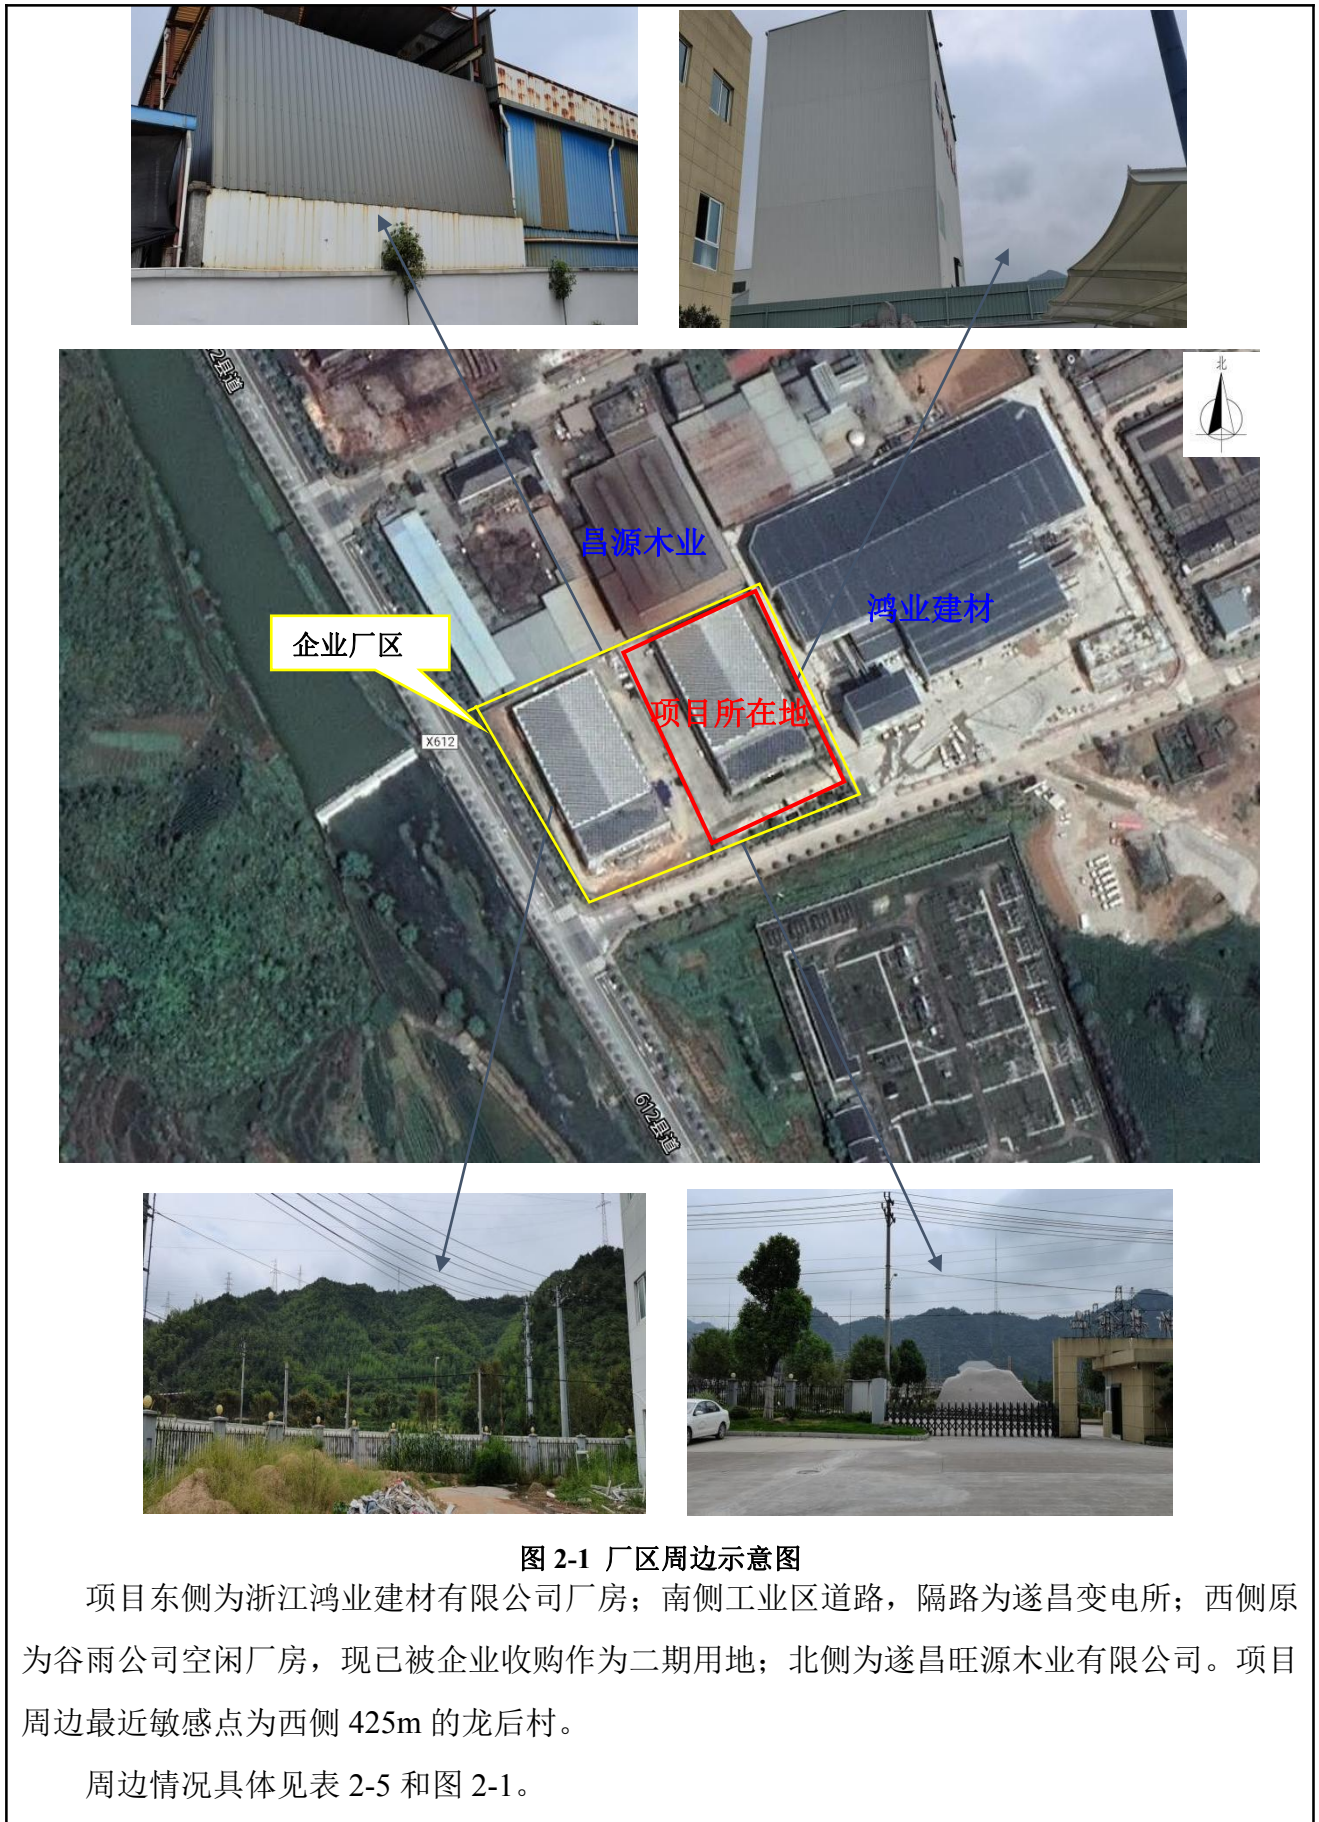 612县道
北
昌源木业
鸿业建材
企业厂区
项目所在地
X612
612县道
图 2-1 厂区周边示意图
项目东侧为浙江鸿业建材有限公司厂房；南侧工业区道路，隔路为遂昌变电所；西侧原
为谷雨公司空闲厂房，现已被企业收购作为二期用地；北侧为遂昌旺源木业有限公司。项目
周边最近敏感点为西侧 425m 的龙后村。
周边情况具体见表 2-5 和图 2-1。